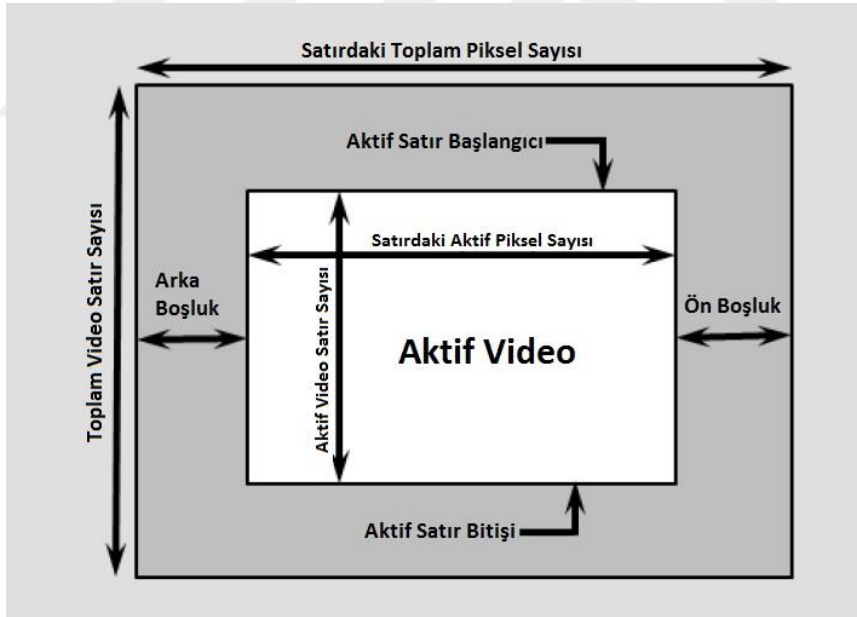 Satırdaki Toplam Piksel Sayısı
Aktif Satır Başlangıcı
Toplam Video Satır Sayısı
Satırdaki Aktif Piksel Sayısı
Aktif Video Satır Sayısı
Arka
Boşluk
Ön Boşluk
Aktif Video
Aktif Satır Bitişi